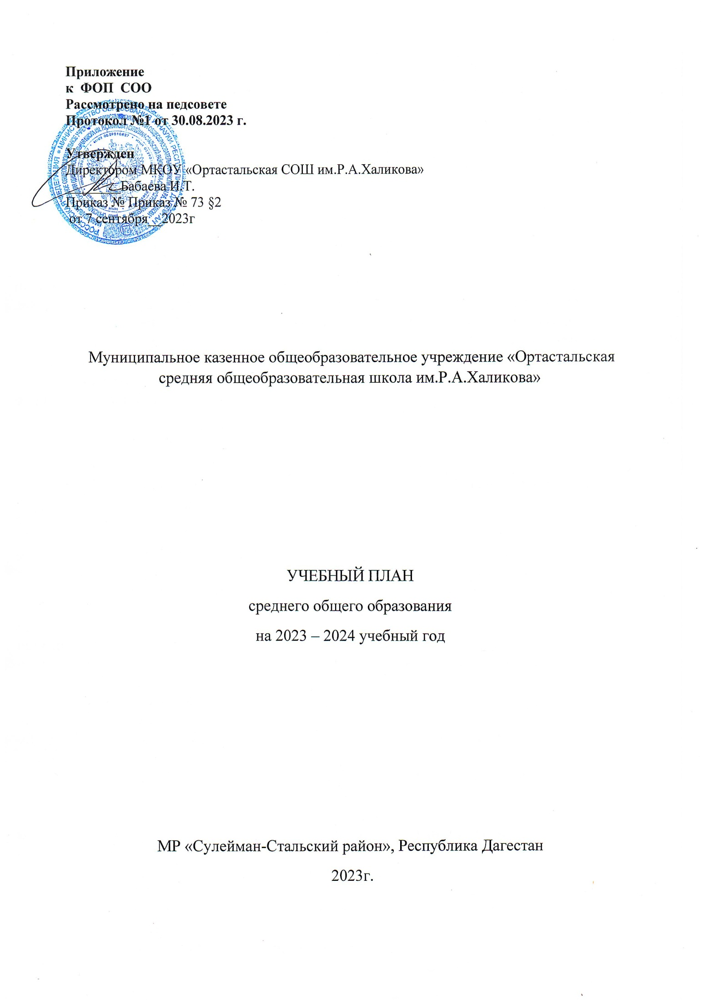 Приложение
к ФОП СОО
Рассмотрено на педсовете
Протокол №1 от 30.08.2023 г.
Утвержден
Директором МКОУ «Ортастальская СОШ им.Р.А.Халикова»
Бабаева И.Т.
Приказ № Приказ № 73 §2
от 7 сентября__2023г
Муниципальное казенное общеобразовательное учреждение «Ортастальская
средняя общеобразовательная школа им.Р.А.Халикова»
УЧЕБНЫЙ ПЛАН
среднего общего образования
на 2023 – 2024 учебный год
МР «Сулейман-Стальский район», Республика Дагестан
2023г.